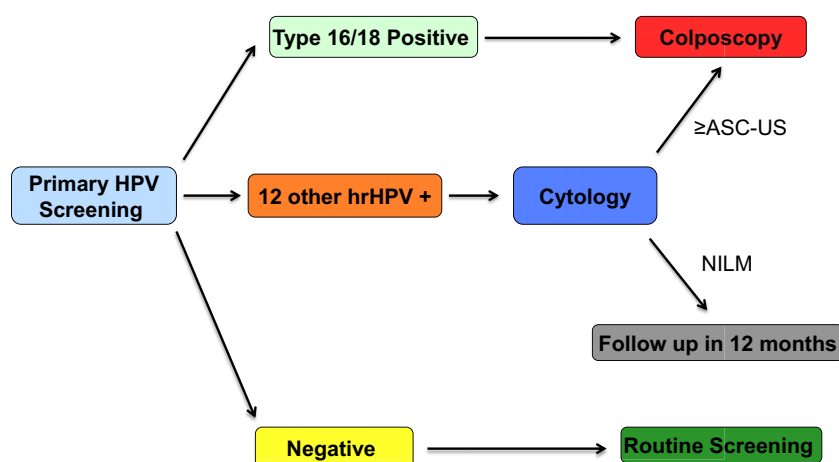 Type 16/18 Positive
Colposcopy
≥ASC-US
Primary HPV
Screening
12 other hrHPV +
Cytology
NILM
Follow up in 12 months
Negative
Routine Screening